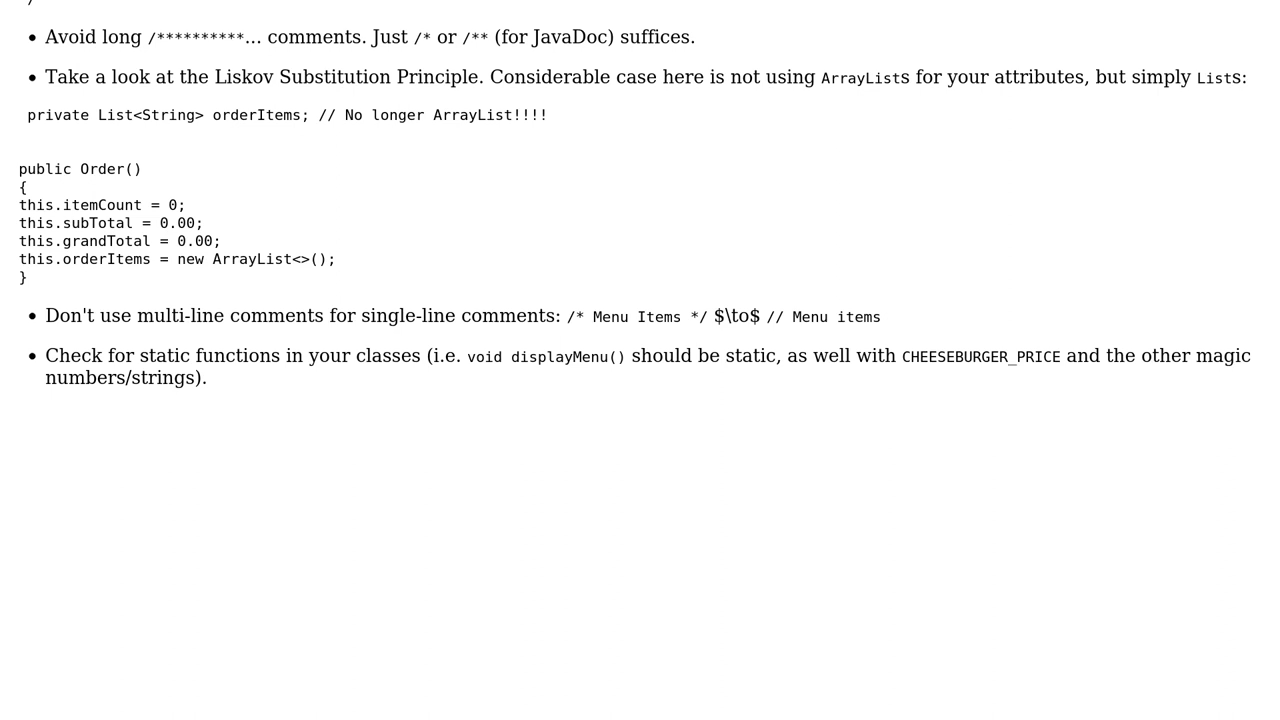 /
Avoid long /**********... comments. Just /* or /** (for JavaDoc) suffices.
Take a look at the Liskov Substitution Principle. Considerable case here is not using ArrayLists for your attributes, but simply Lists:
private List<String> orderItems; // No longer ArrayList!!!!
public Order()
{
this.itemCount = 0;
this.subTotal = 0.00;
this.grandTotal = 0.00;
this.orderItems = new ArrayList<>();
}
Don't use multi-line comments for single-line comments: /* Menu Items */ $\to$ // Menu items
Check for static functions in your classes (i.e. void displayMenu() should be static, as well with CHEESEBURGER_PRICE and the other magic
numbers/strings).